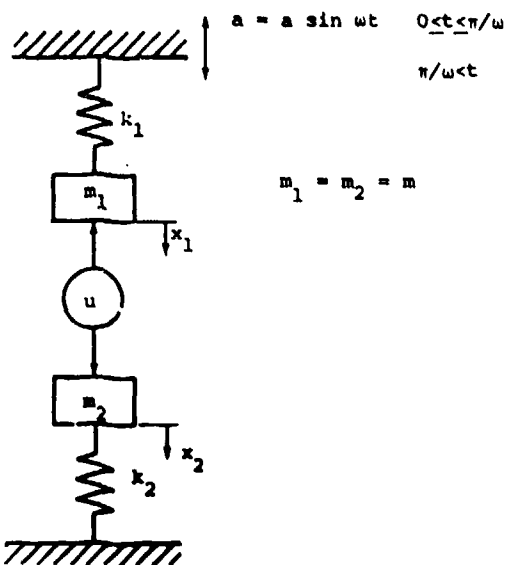 a = a sin ωt 0≤t≤π/ω
π/ω<t
k₁
m₁
m₁ = m₂ = m
x₁
u
m₂
x₂
k₂